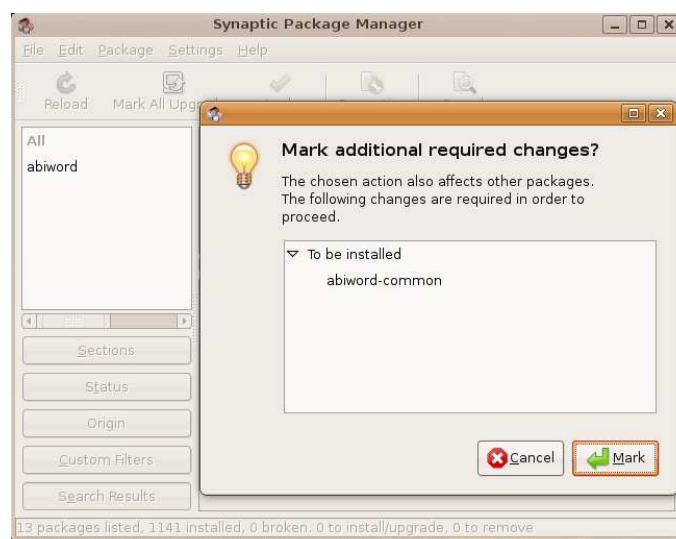 Synaptic Package Manager
File Edit Package Settings Help
Reload Mark All Upg
All
abiword
Mark additional required changes?
The chosen action also affects other packages.
The following changes are required in order to
proceed.
To be installed
abiword-common
Sections
Status
Origin
Custom Filters
Search Results
Cancel Mark
13 packages listed, 1141 installed, 0 broken. 0 to install/upgrade, 0 to remove